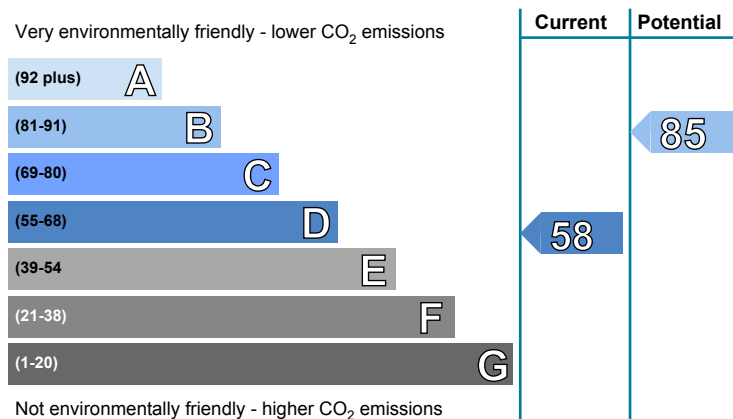 Very environmentally friendly - lower CO2 emissions
Current
Potential
(92 plus) A
(81-91) B
85
(69-80) C
(55-68) D
58
(39-54 E
(21-38) F
(1-20) G
Not environmentally friendly - higher CO2 emissions